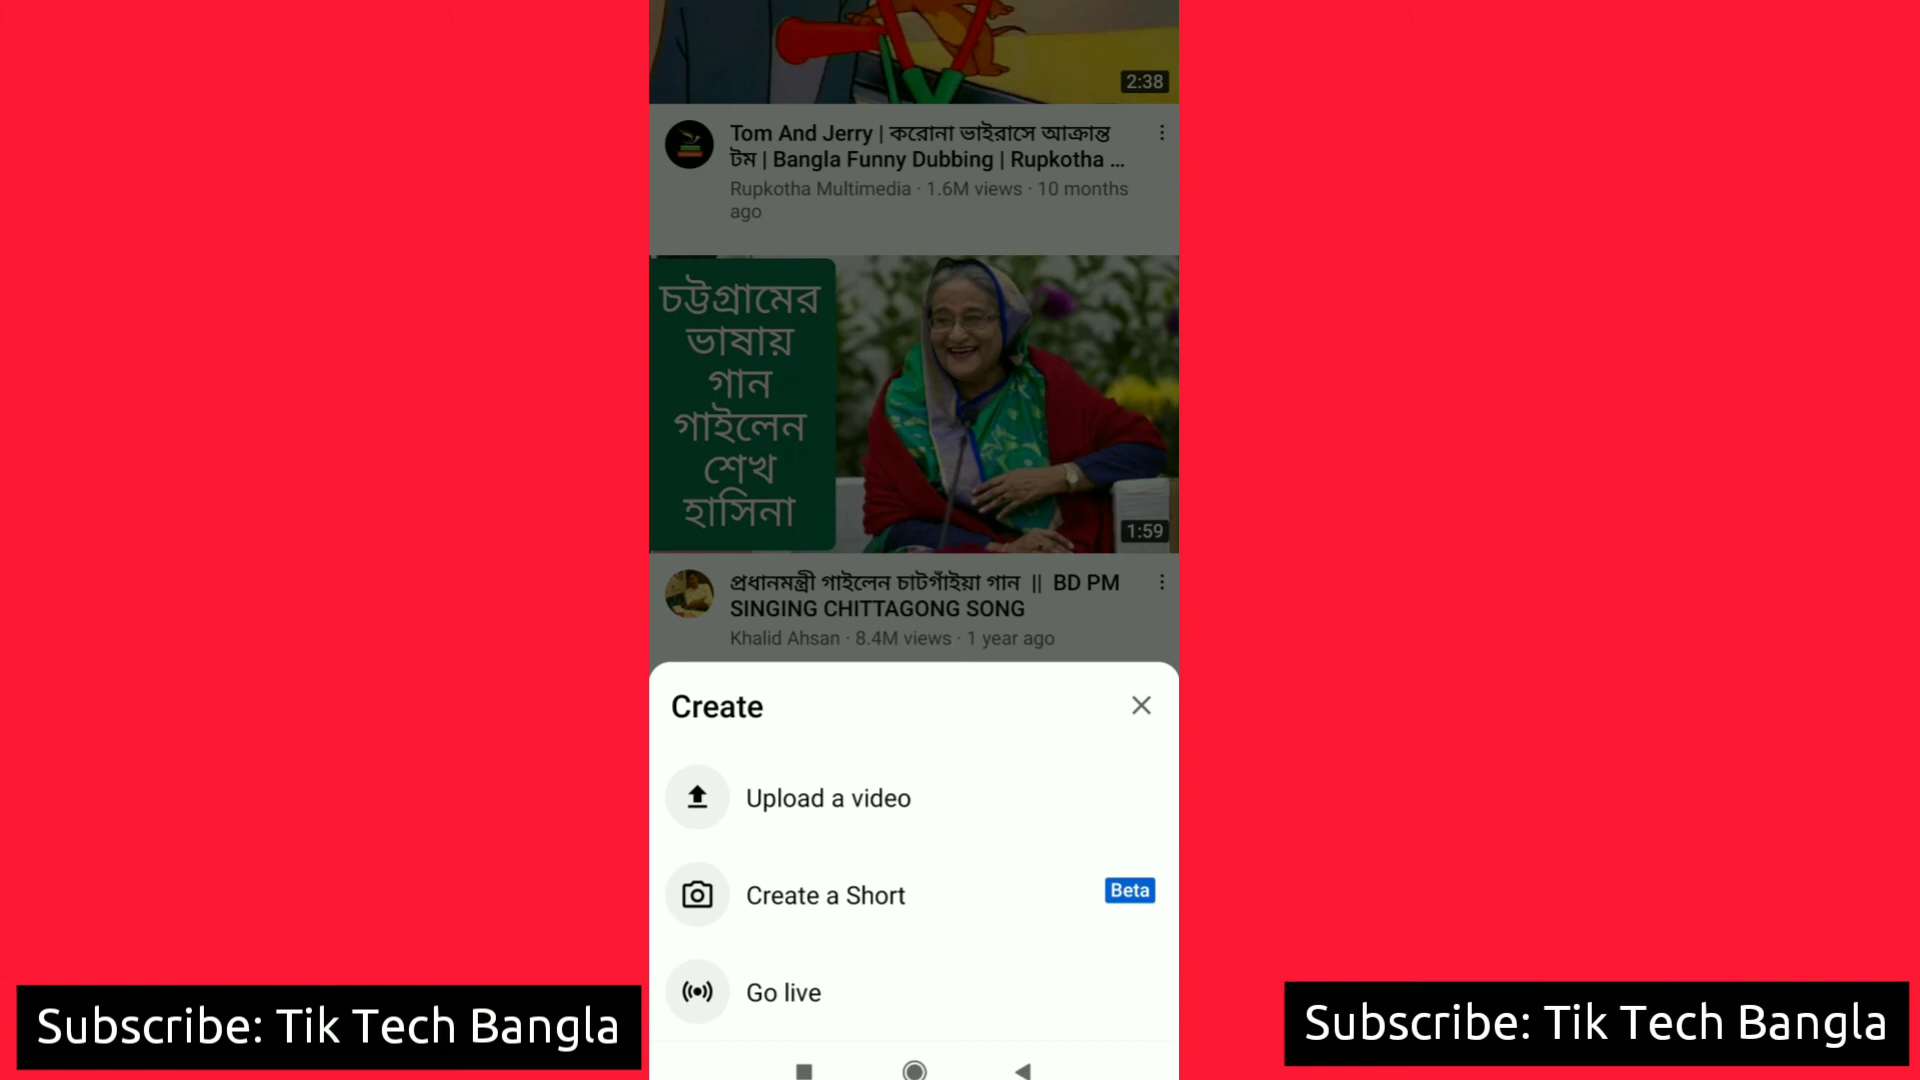 2:38
Tom And Jerry | করোনা ভাইরাসে আক্রান্ত
টম | Bangla Funny Dubbing | Rupkotha ...
Rupkotha Multimedia · 1.6M views · 10 months
ago
চট্টগ্রামের
ভাষায়
গান
গাইলেন
শেখ
হাসিনা
1:59
প্রধানমন্ত্রী গাইলেন চাটগাঁইয়া গান || BD PM
SINGING CHITTAGONG SONG
Khalid Ahsan · 8.4M views · 1 year ago
Create
Upload a video
Create a Short
Beta
Go live
Subscribe: Tik Tech Bangla
Subscribe: Tik Tech Bangla